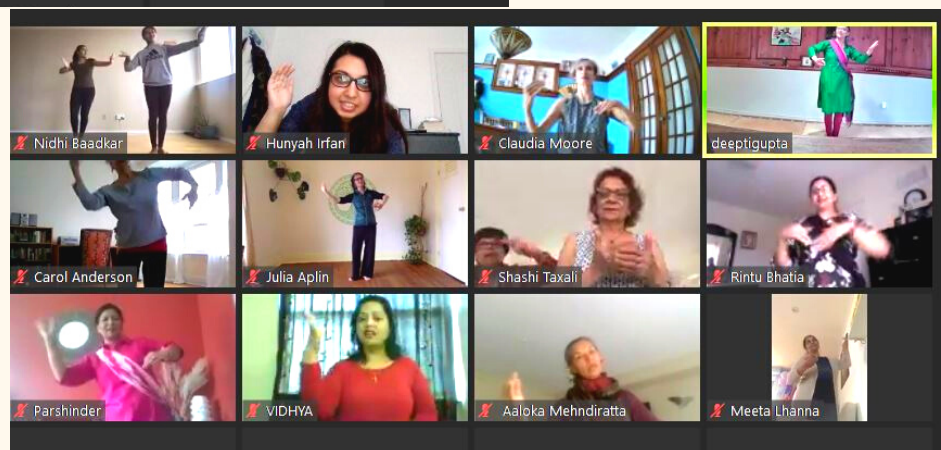 Nidhi Baadkar
Hunyah Irfan
Claudia Moore
deeptigupta
Carol Anderson
Julia Aplin
Shashi Taxali
Rintu Bhatia
Parshinder
VIDHYA
Aaloka Mehndiratta
Meeta Lhanna